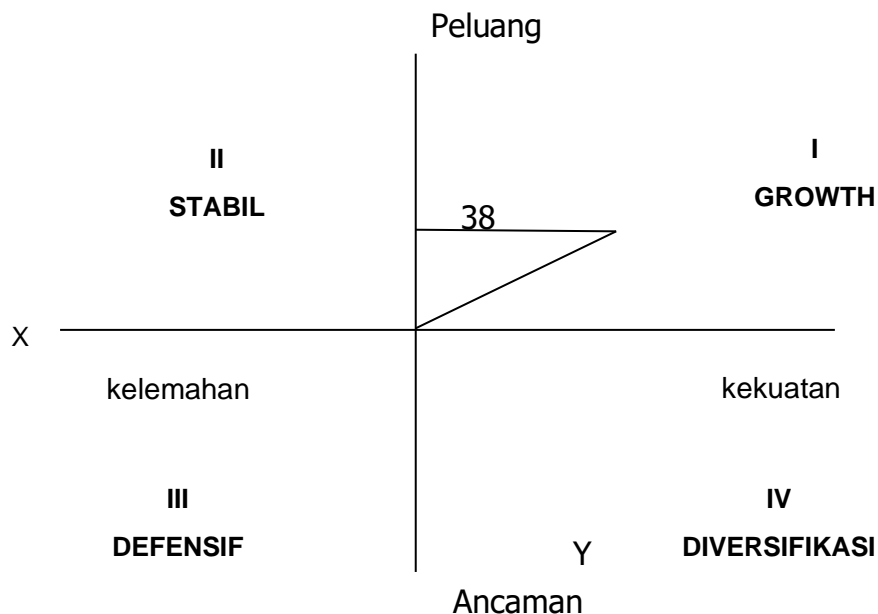 Peluang
II
STABIL
I
GROWTH
38
X
kelemahan
kekuatan
III
DEFENSIF
IV
DIVERSIFIKASI
Y
Ancaman